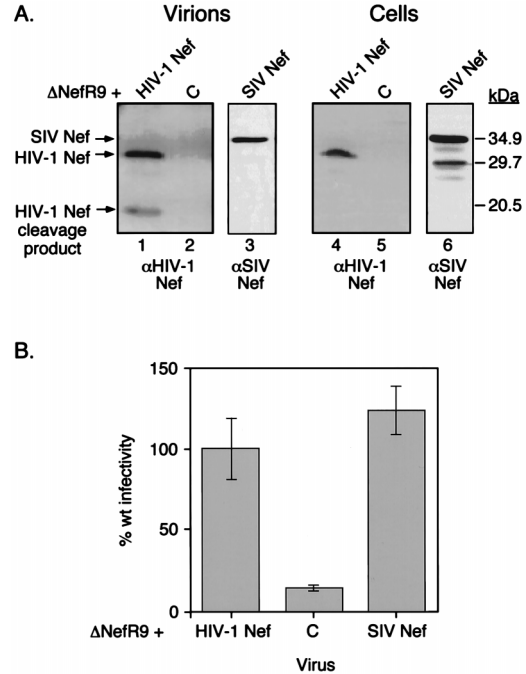 A.
Virions
Cells
ΔNefR9 +
HIV-1 Nef
C
SIV Nef
HIV-1 Nef
C
SIV Nef
kDa
SIV Nef
HIV-1 Nef
HIV-1 Nef
cleavage
product
34.9
29.7
20.5
1 2 3 4 5 6
αHIV-1
Nef
αSIV
Nef
αHIV-1
Nef
αSIV
Nef
B.
% wt infectivity
150
100
50
0
ΔNefR9 + HIV-1 Nef C SIV Nef
Virus